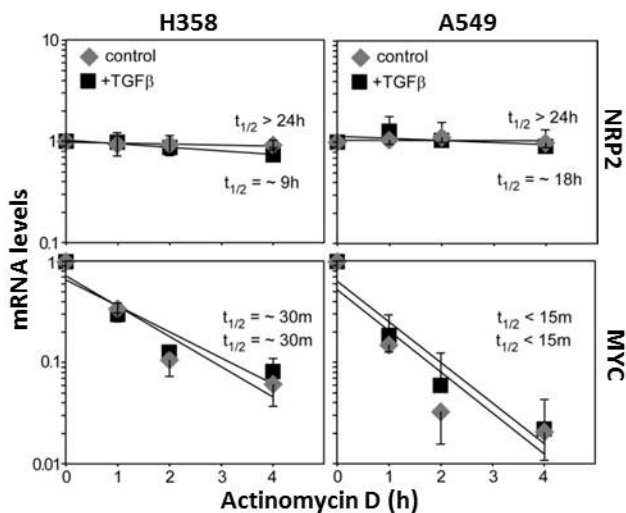 H358 A549
mRNA levels
10
1
0.1
control
+TGFβ
t1/2 > 24h
t1/2 = ~ 9h
control
+TGFβ
t1/2 > 24h
t1/2 = ~ 18h
NRP2
1
0.1
0.01
t1/2 = ~ 30m
t1/2 = ~ 30m
t1/2 < 15m
t1/2 < 15m
MYC
0 1 2 3 4 0 1 2 3 4
Actinomycin D (h)